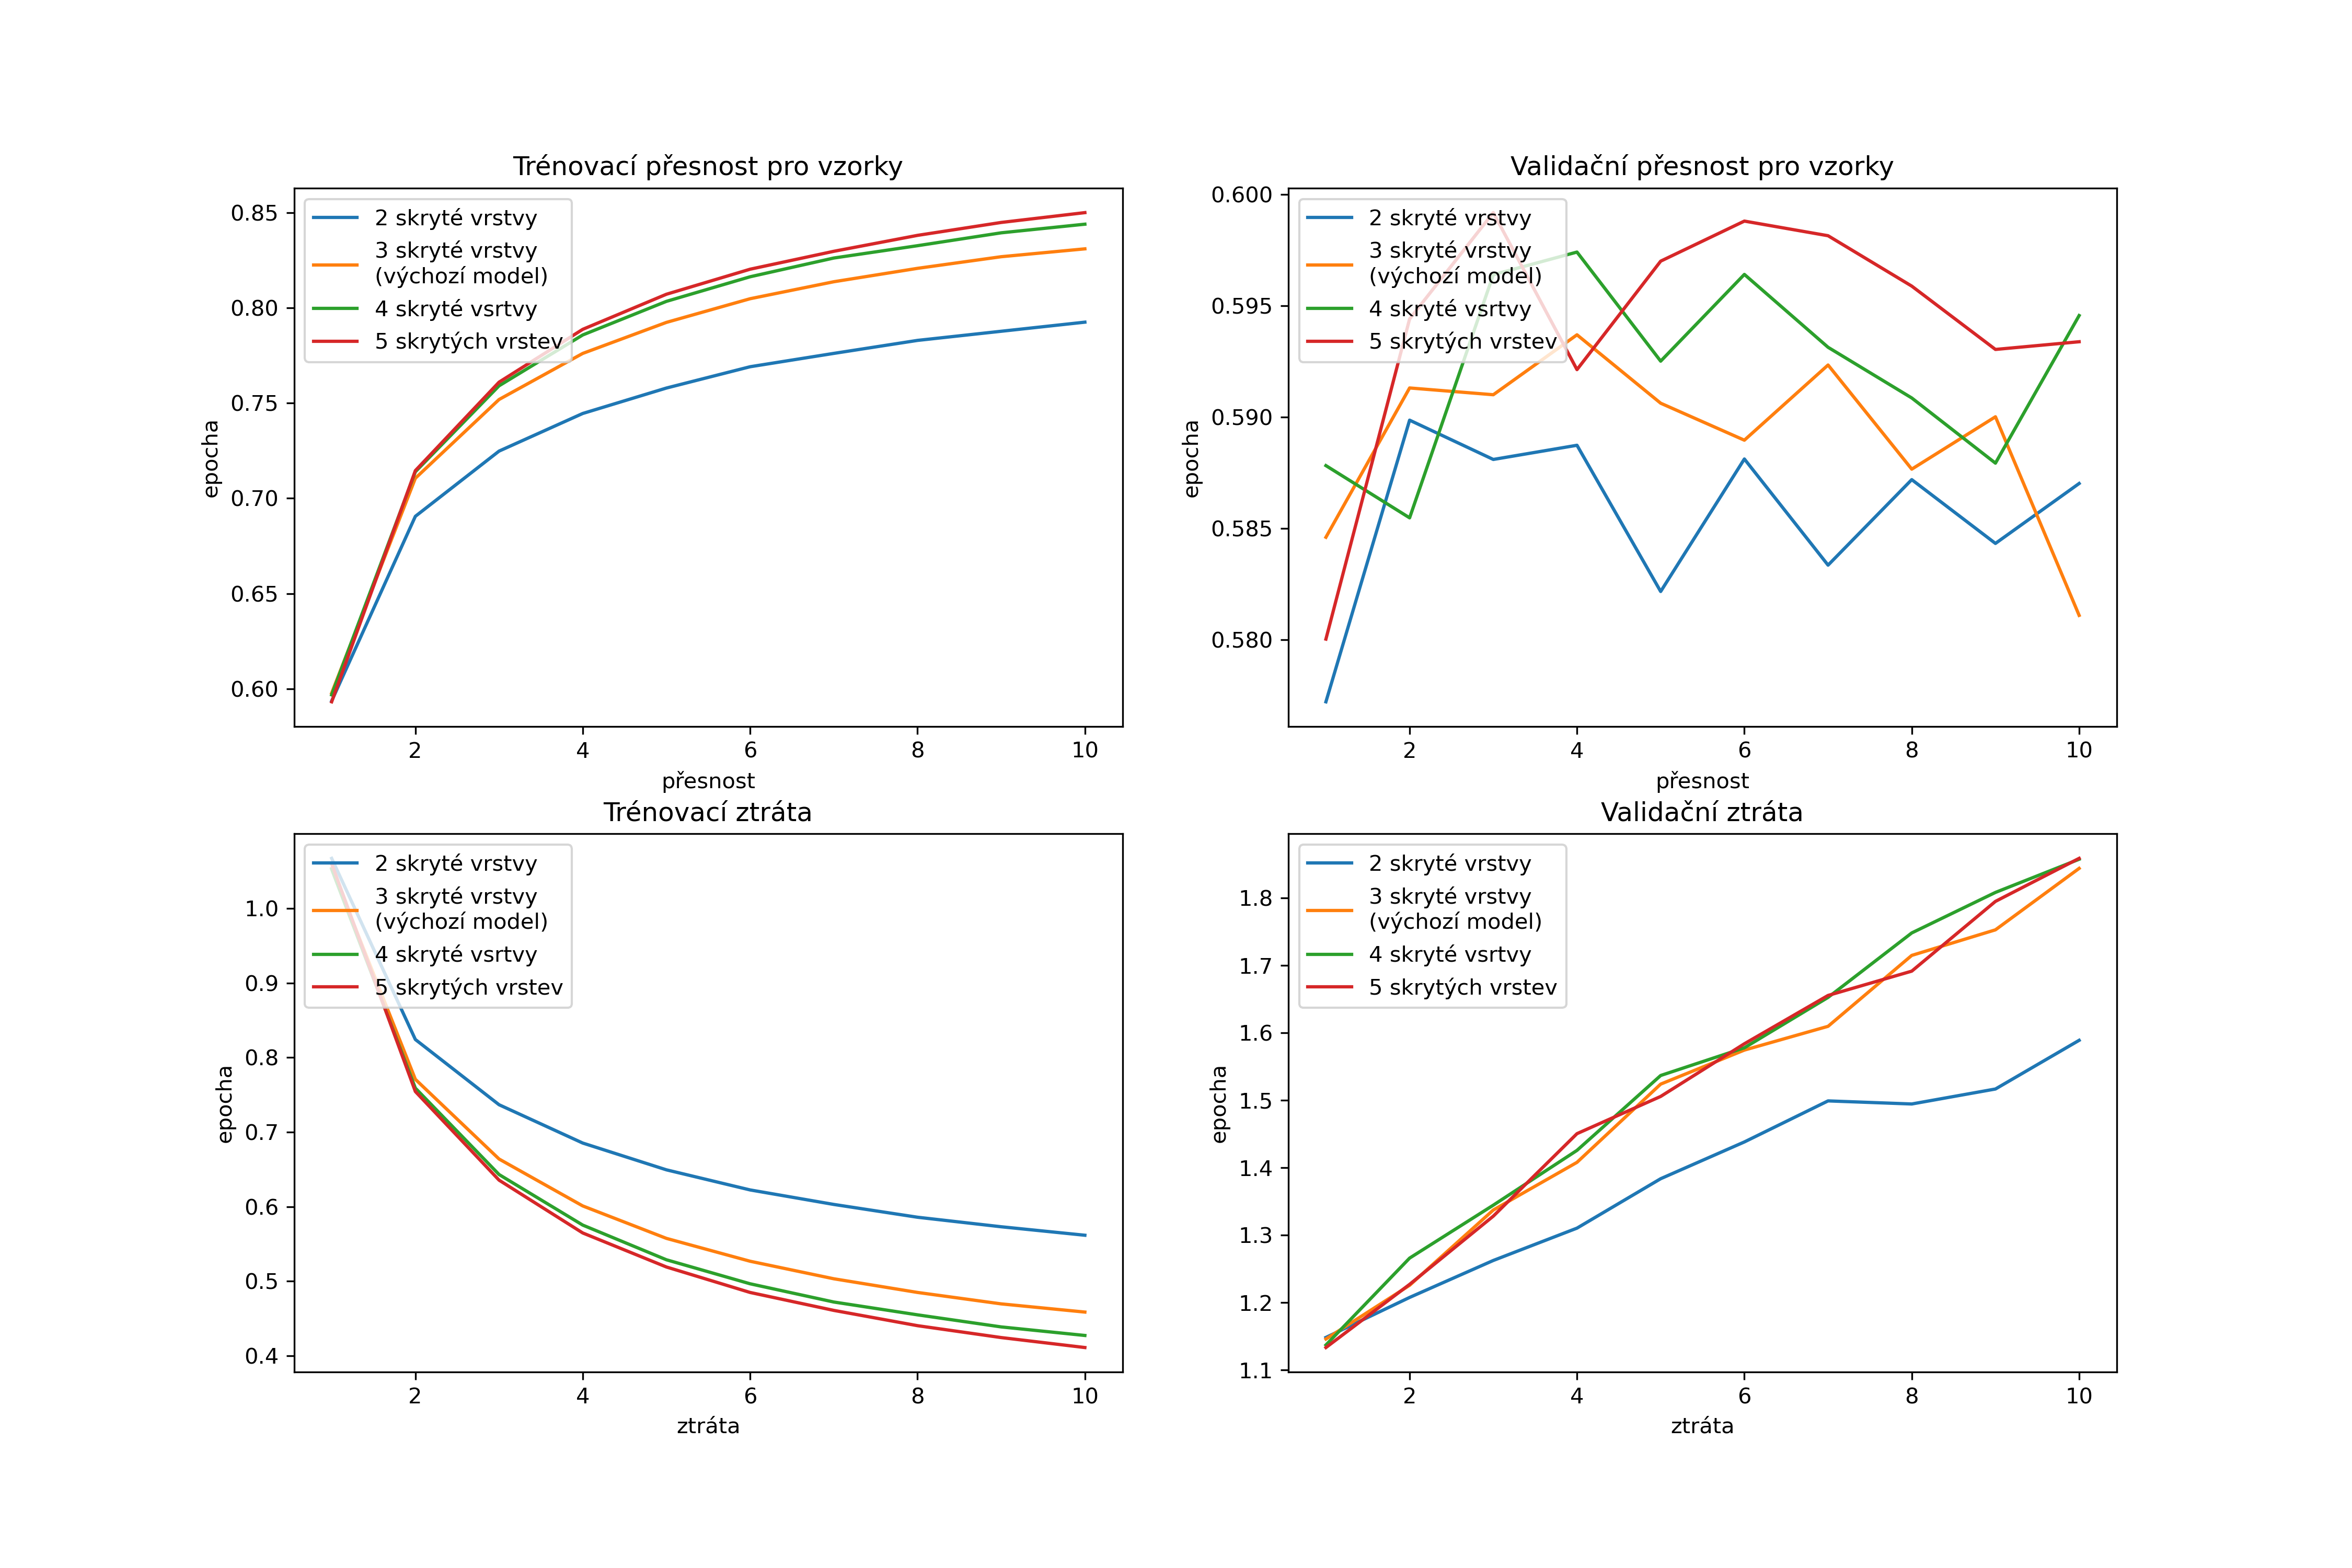 Trénovací přesnost pro vzorky
0.85
0.80
0.75
0.70
0.65
0.60
epocha
2 skryté vrstvy
3 skryté vrstvy
(výchozí model)
4 skryté vsrtvy
5 skrytých vrstev
2 4 6 8 10
přesnost
Validační přesnost pro vzorky
0.600
0.595
0.590
0.585
0.580
epocha
2 skryté vrstvy
3 skryté vrstvy
(výchozí model)
4 skryté vsrtvy
5 skrytých vrstev
2 4 6 8 10
přesnost
Trénovací ztráta
1.0
0.9
0.8
0.7
0.6
0.5
0.4
epocha
2 skryté vrstvy
3 skryté vrstvy
(výchozí model)
4 skryté vsrtvy
5 skrytých vrstev
2 4 6 8 10
ztráta
Validační ztráta
1.8
1.7
1.6
1.5
1.4
1.3
1.2
1.1
epocha
2 skryté vrstvy
3 skryté vrstvy
(výchozí model)
4 skryté vsrtvy
5 skrytých vrstev
2 4 6 8 10
ztráta